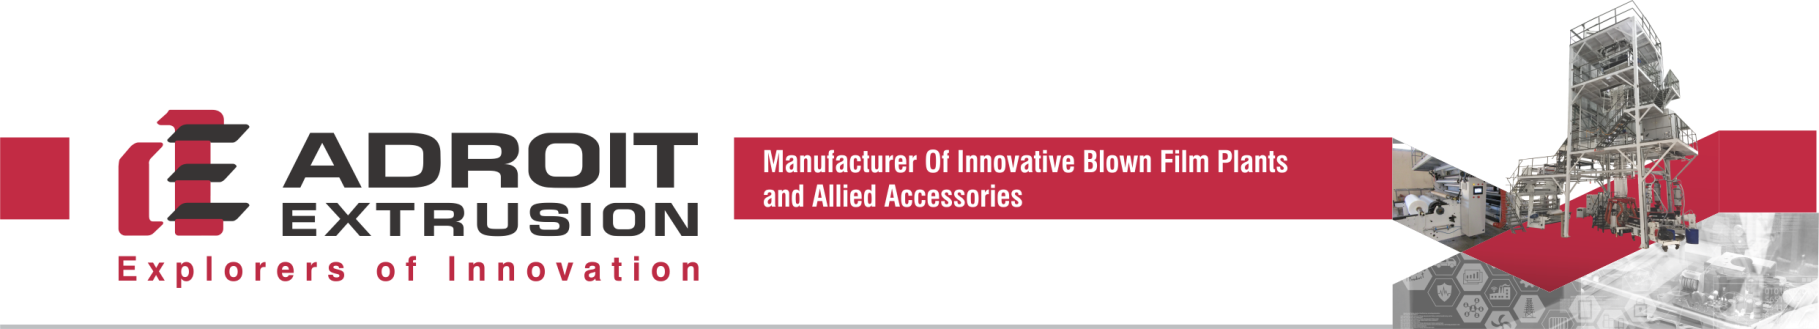 ADROIT
EXTRUSION
Explorers of Innovation
Manufacturer Of Innovative Blown Film Plants
and Allied Accessories